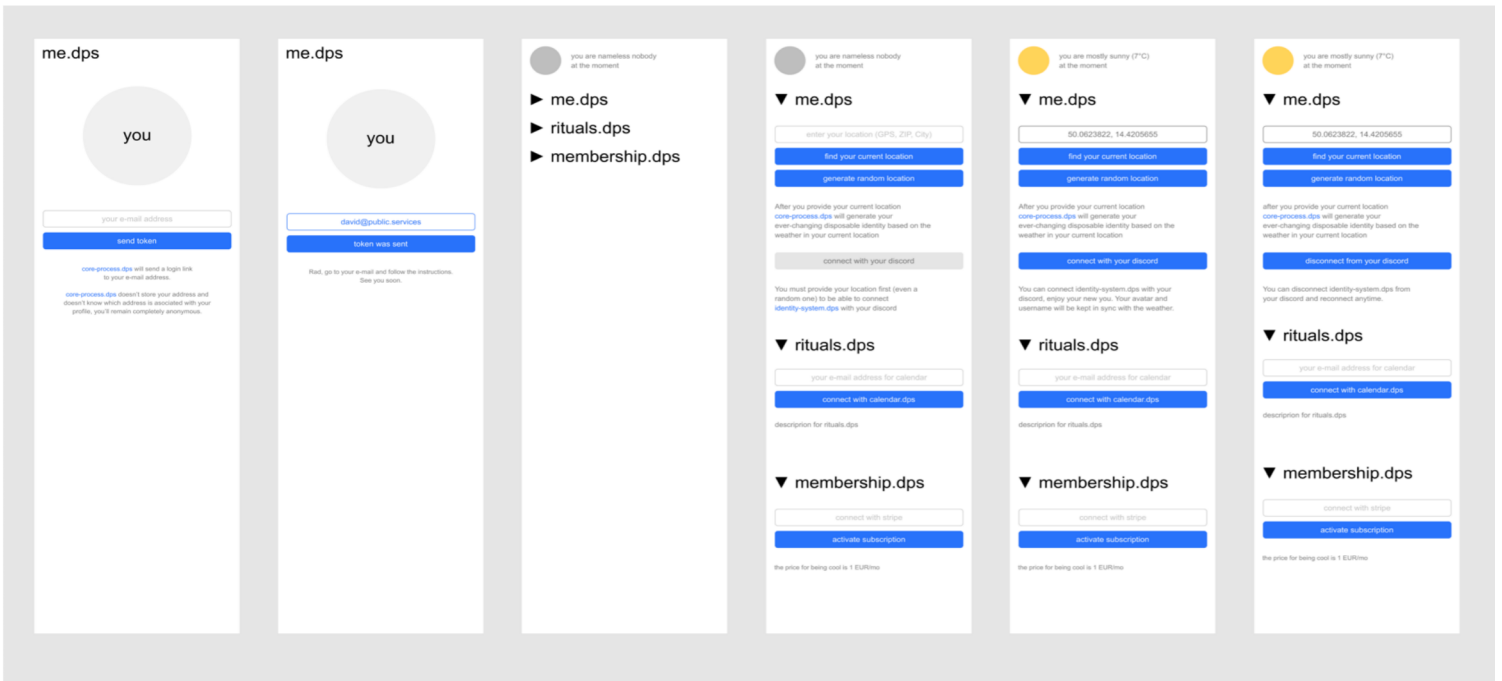 me.dps
you
your e-mail address
send token
core-process.dps will send a login link
to your e-mail address.
core-process.dps doesn't store your address and
doesn't know which address is asociated with your
profile, you'll remain completely anonymous.
me.dps
you
david@public.services
token was sent
Rad, go to your e-mail and follow the instructions.
See you soon.
you are nameless nobody
at the moment
▶ me.dps
▶ rituals.dps
▶ membership.dps
you are nameless nobody
at the moment
▼ me.dps
enter your location (GPS, ZIP, City)
find your current location
generate random location
After you provide your current location
core-process.dps will generate your
ever-changing disposable identity based on the
weather in your current location
connect with your discord
You must provide your location first (even a
random one) to be able to connect
identity-system.dps with your discord
▼ rituals.dps
your e-mail address for calendar
connect with calendar.dps
descriprion for rituals.dps
▼ membership.dps
connect with stripe
activate subscription
the price for being cool is 1 EUR/mo
you are mostly sunny (7°C)
at the moment
▼ me.dps
50.0623822, 14.4205655
find your current location
generate random location
After you provide your current location
core-process.dps will generate your
ever-changing disposable identity based on the
weather in your current location
connect with your discord
You can connect identity-system.dps with your
discord, enjoy your new you. Your avatar and
username will be kept in sync with the weather.
▼ rituals.dps
your e-mail address for calendar
connect with calendar.dps
descriprion for rituals.dps
▼ membership.dps
connect with stripe
activate subscription
the price for being cool is 1 EUR/mo
you are mostly sunny (7°C)
at the moment
▼ me.dps
50.0623822, 14.4205655
find your current location
generate random location
after you provide your current location
core-process.dps will generate your
ever-changing disposable identity based on the
weather in your current location
disconnect from your discord
You can disconnect identity-system.dps from
your discord and reconnect anytime.
▼ rituals.dps
your e-mail address for calendar
connect with calendar.dps
descriprion for rituals.dps
▼ membership.dps
connect with stripe
activate subscription
the price for being cool is 1 EUR/mo